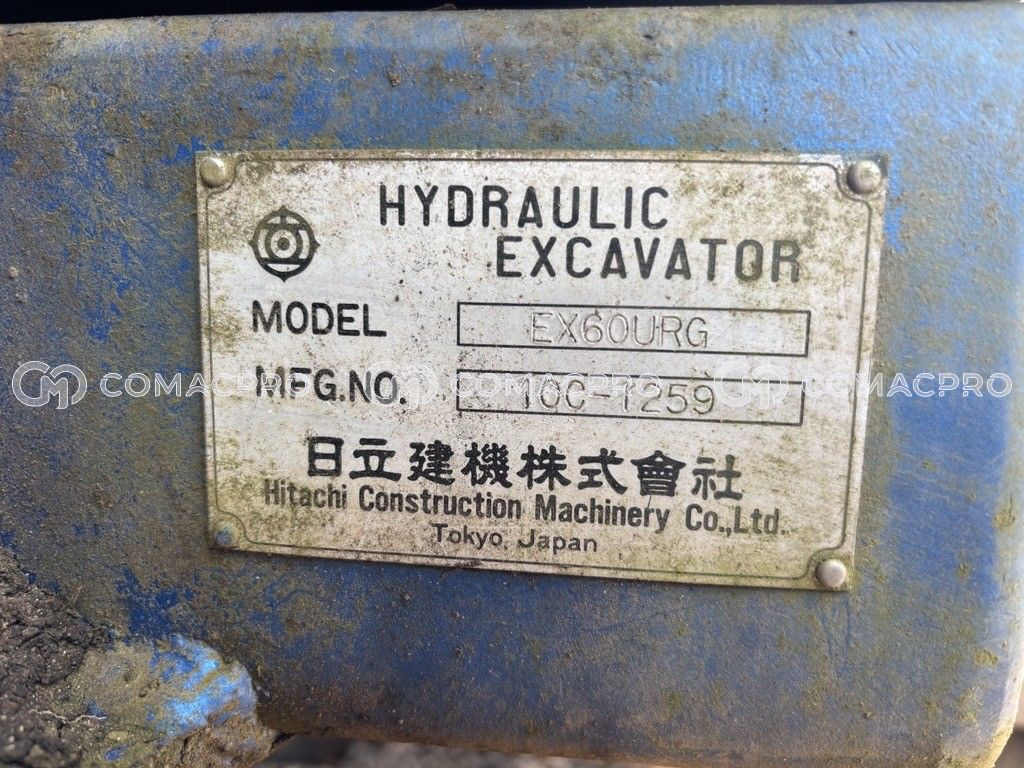 HYDRAULIC
EXCAVATOR
MODEL EX60URG
MFG.NO. 10C-1259
COMACPRO COMACPRO COMACPRO
日立建機株式會社
Hitachi Construction Machinery Co.,Ltd.
Tokyo, Japan